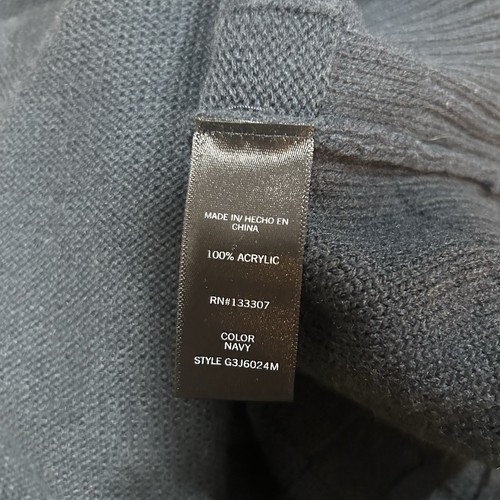 MADE IN/ HECHO EN
CHINA
100% ACRYLIC
RN#133307
COLOR
NAVY
STYLE G3J6024M